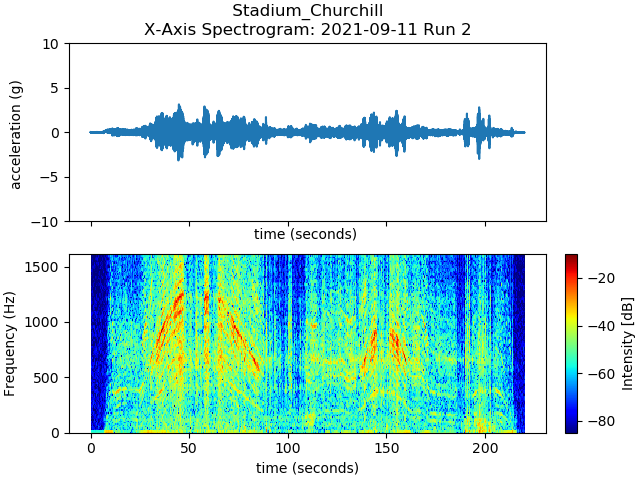 Stadium_Churchill
X-Axis Spectrogram: 2021-09-11 Run 2
10
5
0
−5
−10
acceleration (g)
time (seconds)
1500
1000
500
0
Frequency (Hz)
0 50 100 150 200
time (seconds)
−20
−40
−60
−80
Intensity [dB]